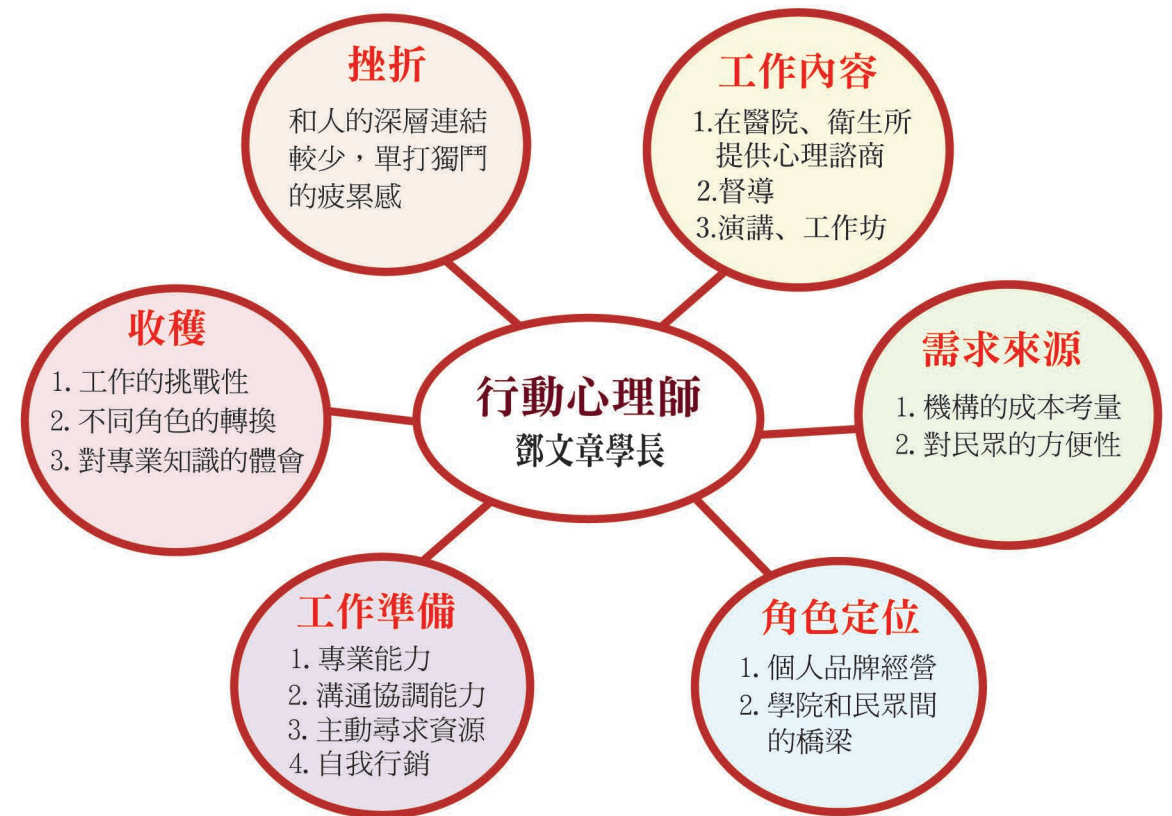 行動心理師
鄧文章學長
挫折
和人的深層連結
較少，單打獨鬥
的疲累感
工作內容
1.在醫院、衛生所
提供心理諮商
2.督導
3.演講、工作坊
需求來源
1. 機構的成本考量
2. 對民眾的方便性
角色定位
1. 個人品牌經營
2. 學院和民眾間
的橋梁
工作準備
1. 專業能力
2. 溝通協調能力
3. 主動尋求資源
4. 自我行銷
收穫
1. 工作的挑戰性
2. 不同角色的轉換
3. 對專業知識的體會